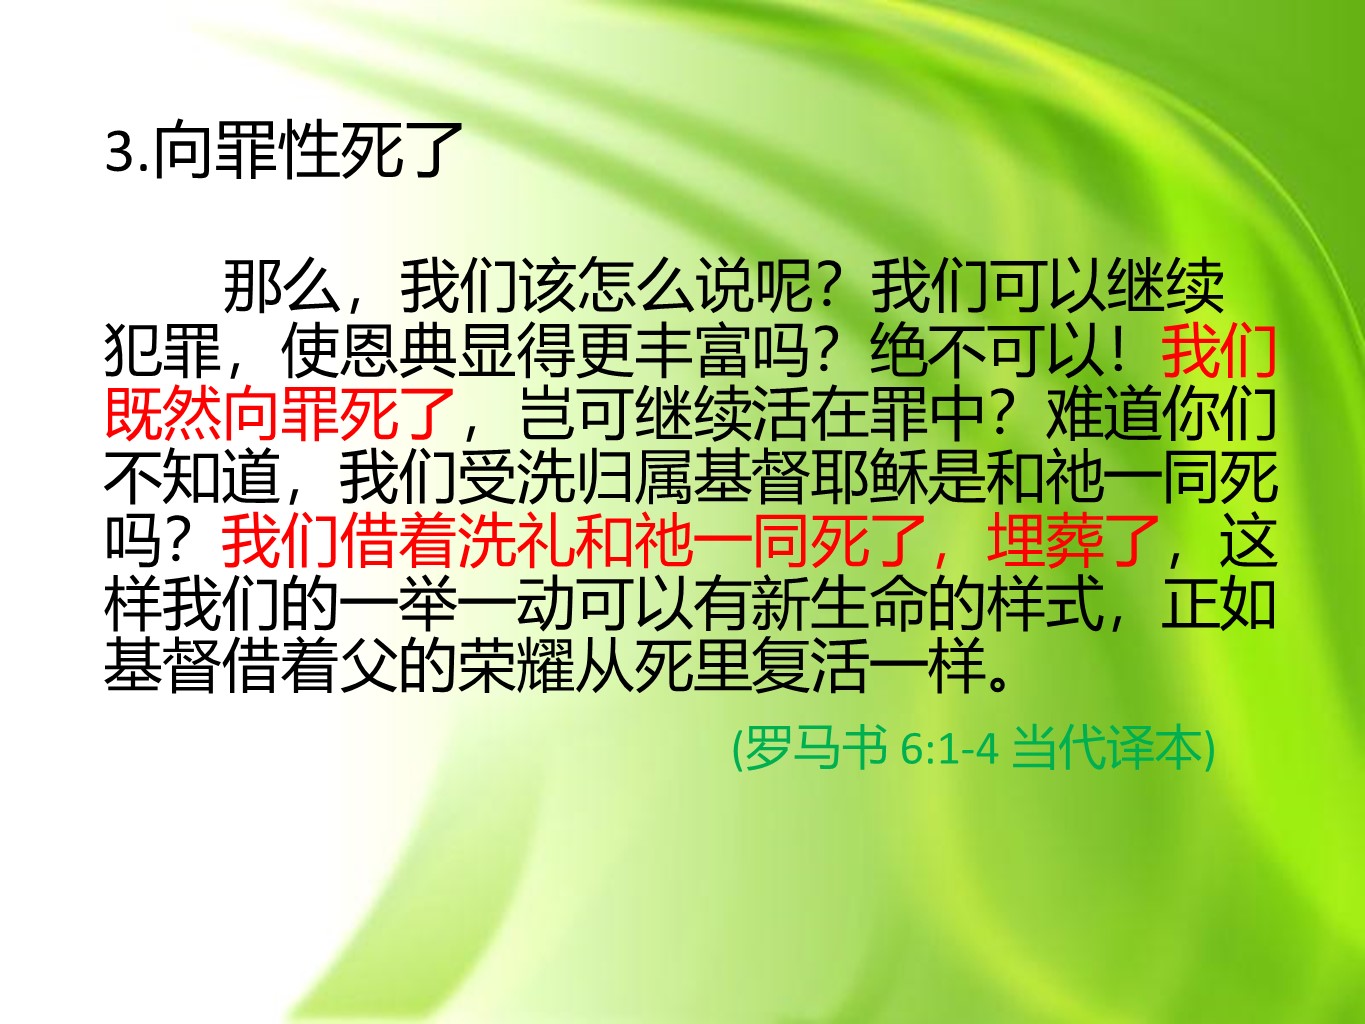 3.向罪性死了
那么，我们该怎么说呢？我们可以继续
犯罪，使恩典显得更丰富吗？绝不可以！我们
既然向罪死了，岂可继续活在罪中？难道你们
不知道，我们受洗归属基督耶稣是和祂一同死
吗？我们借着洗礼和祂一同死了，埋葬了，这
样我们的一举一动可以有新生命的样式，正如
基督借着父的荣耀从死里复活一样。
(罗马书 6:1-4 当代译本)